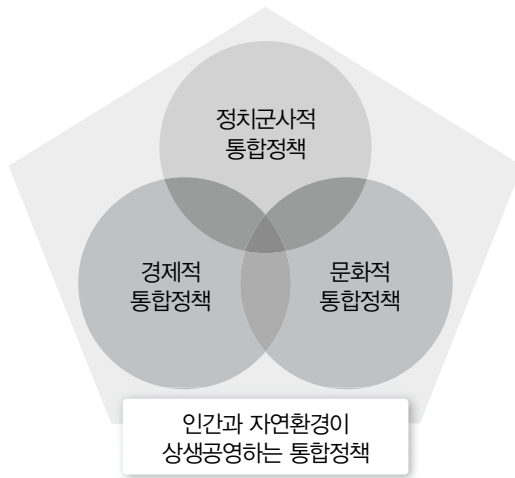 정치군사적
통합정책
경제적
통합정책
문화적
통합정책
인간과 자연환경이
상생공영하는 통합정책